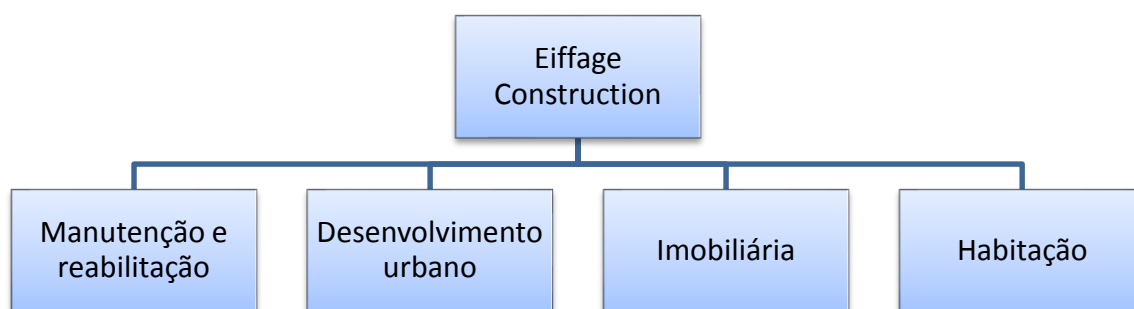 Eiffage
Construction
Manutenção e
reabilitação
Desenvolvimento
urbano
Imobiliária
Habitação